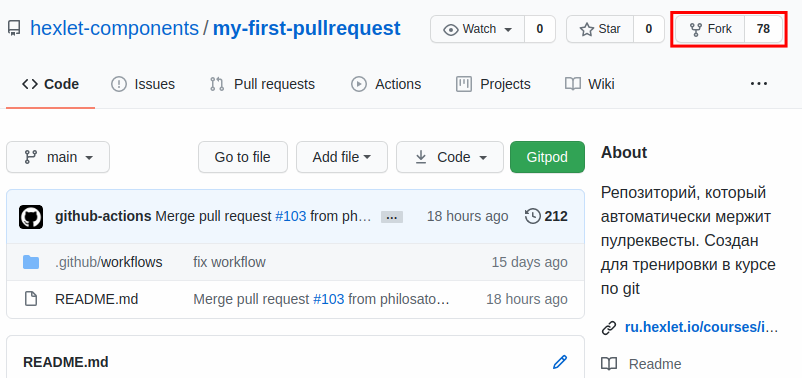 hexlet-components / my-first-pullrequest
Watch 0 Star 0 Fork 78
Code Issues Pull requests Actions Projects Wiki ...
main Go to file Add file Code Gitpod
github-actions Merge pull request #103 from ph... ... 18 hours ago 212
.github/workflows fix workflow 15 days ago
README.md Merge pull request #103 from philosato... 18 hours ago
README.md
About
Репозиторий, который
автоматически мержит
пулреквесты. Создан
для тренировки в курсе
по git
ru.hexlet.io/courses/i...
Readme